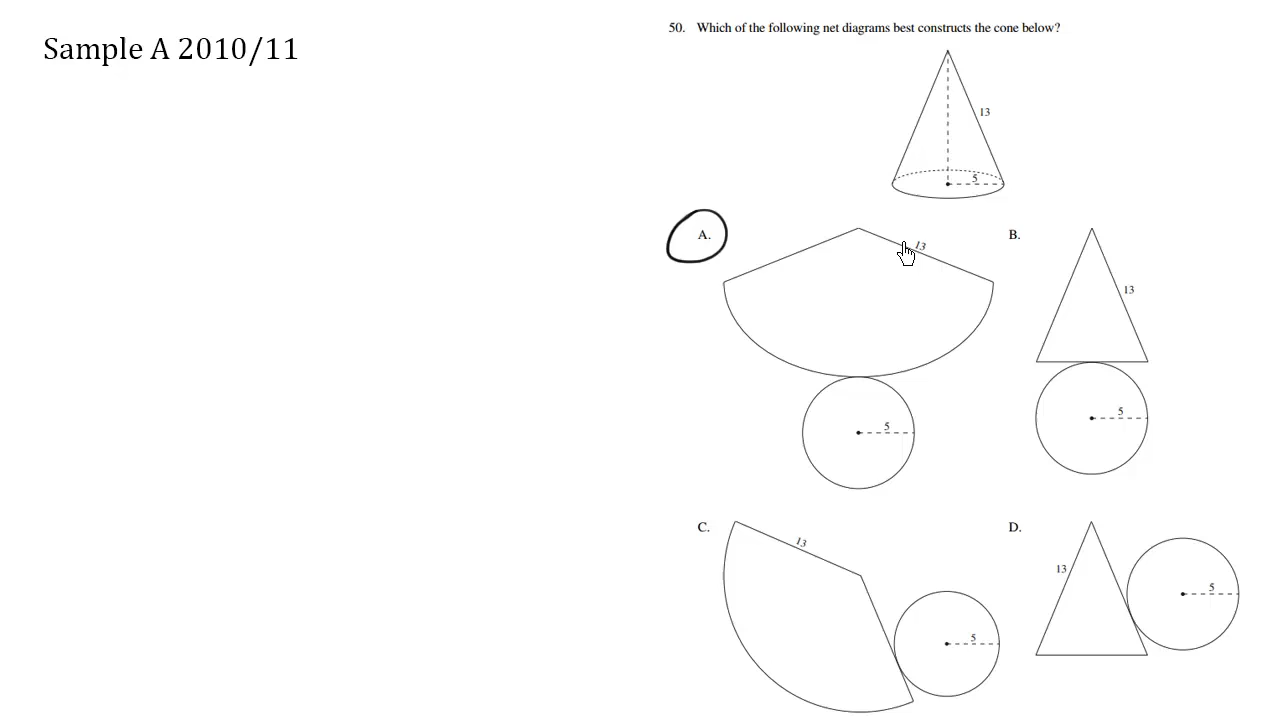 Sample A 2010/11
50. Which of the following net diagrams best constructs the cone below?
13
5
A.
13
5
B.
13
5
C.
13
5
D.
13
5